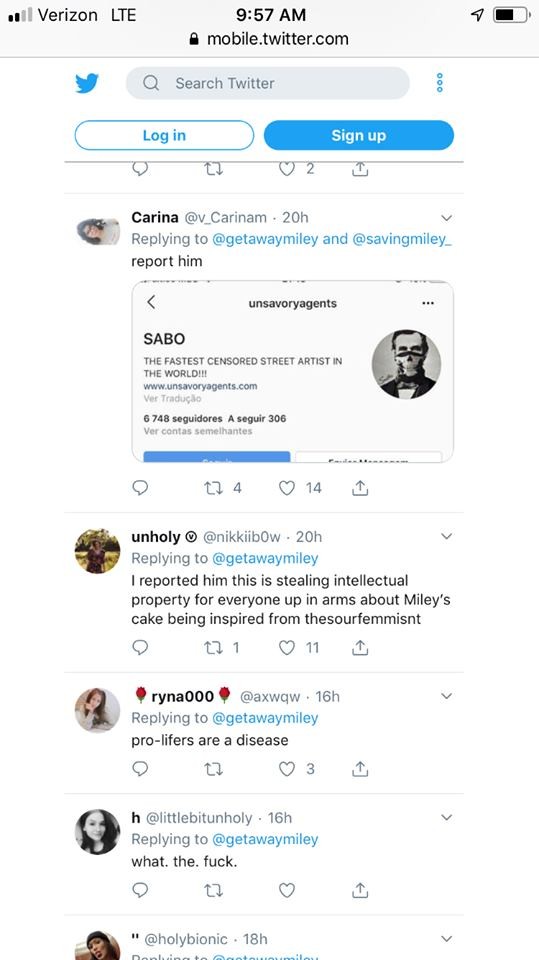 Verizon LTE 9:57 AM
mobile.twitter.com
Search Twitter
Log in Sign up
2
Carina @v_Carinam · 20h
Replying to @getawaymiley and @savingmiley_
report him
unsavoryagents
SABO
THE FASTEST CENSORED STREET ARTIST IN
THE WORLD!!!
www.unsavoryagents.com
Ver Tradução
6 748 seguidores A seguir 306
Ver contas semelhantes
Enviar Mensagem
4 14
unholy @nikkiib0w · 20h
Replying to @getawaymiley
I reported him this is stealing intellectual
property for everyone up in arms about Miley’s
cake being inspired from thesourfemmisnt
1 11
🌹ryna000🌹 @axwqw · 16h
Replying to @getawaymiley
pro-lifers are a disease
3
h @littlebitunholy · 16h
Replying to @getawaymiley
what. the. fuck.
" @holybionic · 18h
Replying to @getawaymiley